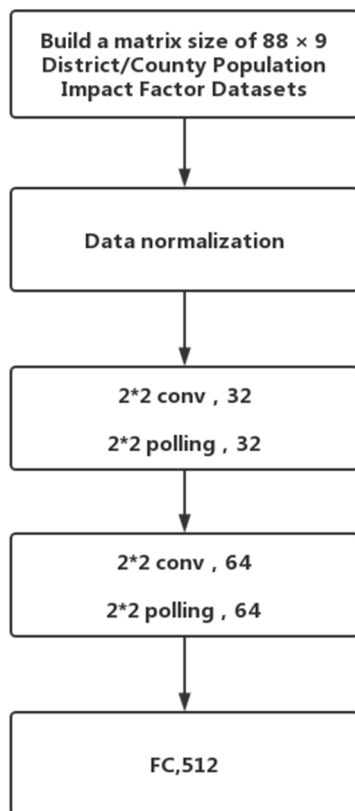 Build a matrix size of 88 × 9
District/County Population
Impact Factor Datasets
Data normalization
2*2 conv , 32
2*2 polling , 32
2*2 conv , 64
2*2 polling , 64
FC,512